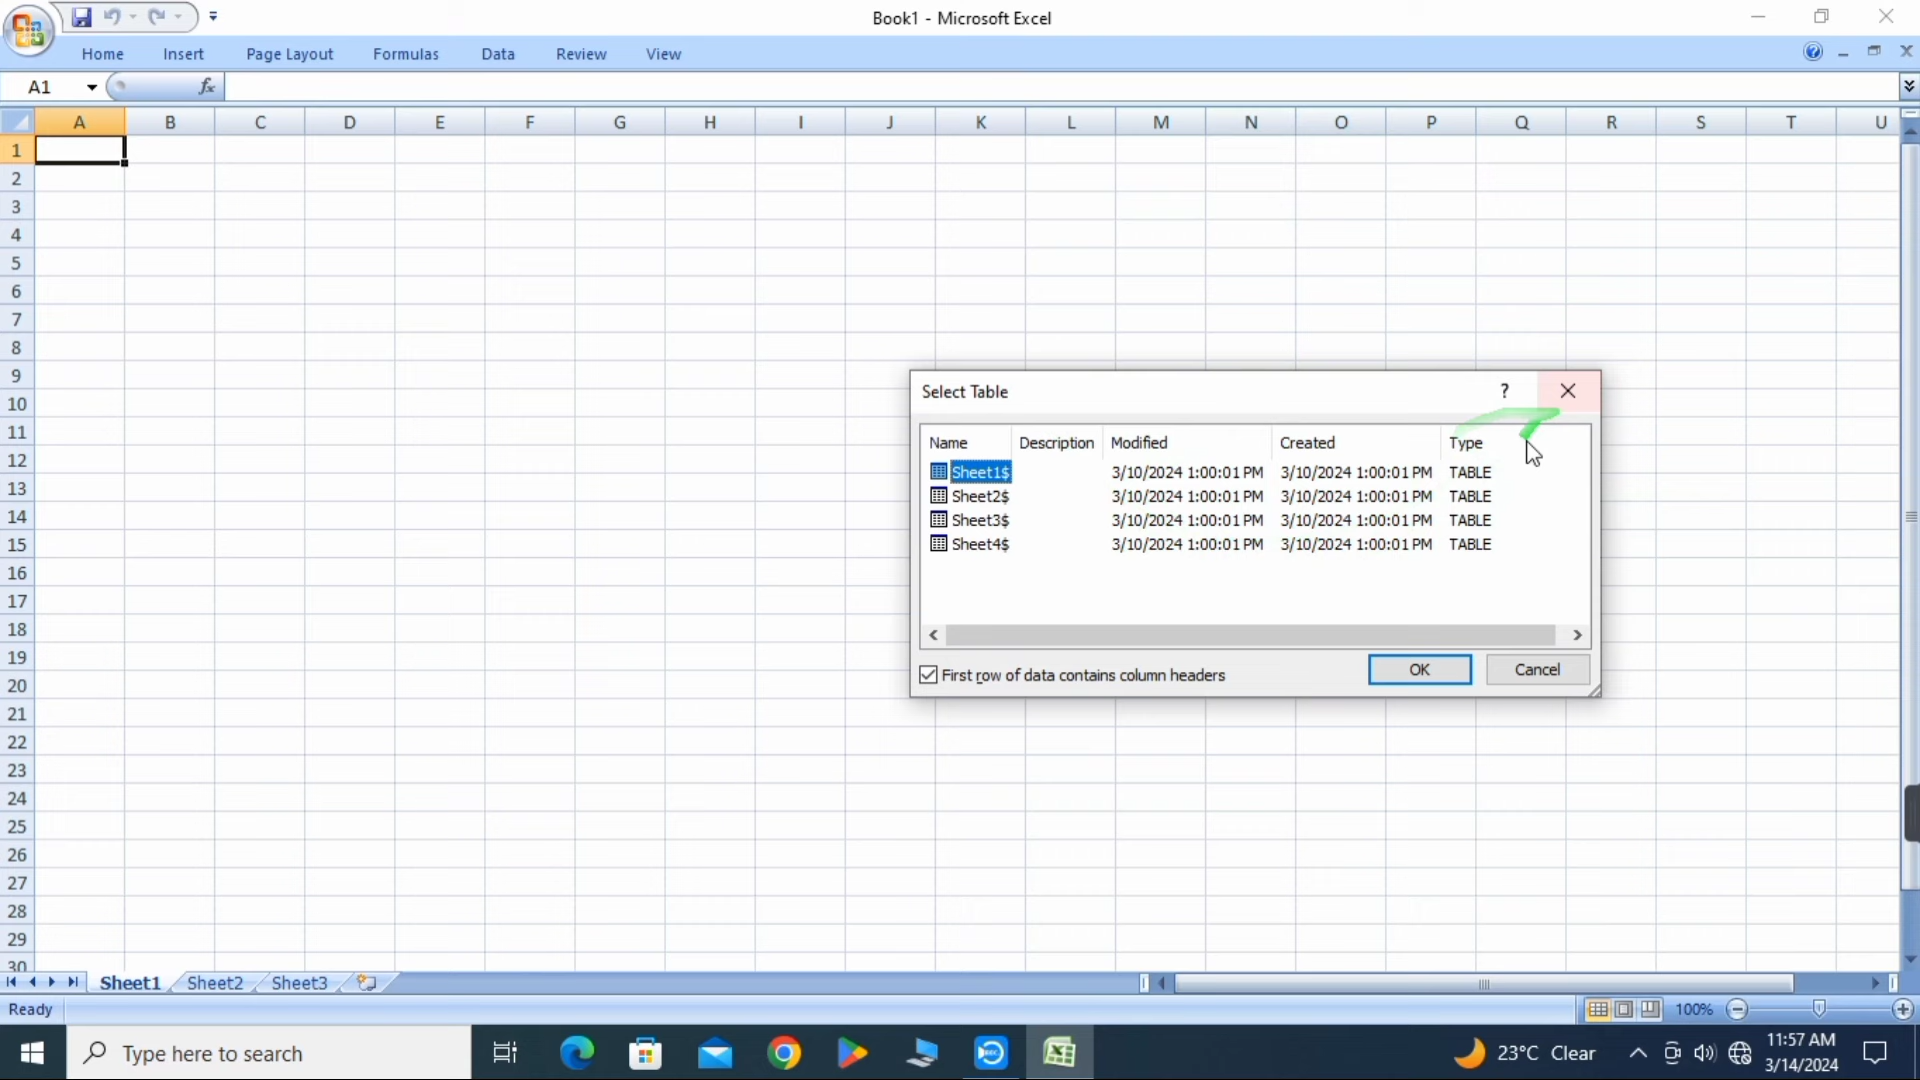 Book1 - Microsoft Excel
Home Insert Page Layout Formulas Data Review View
A1 fx
A B C D E F G H I J K L M N O P Q R S T U
1
2
3
4
5
6
7
8
9
10
11
12
13
14
15
16
17
18
19
20
21
22
23
24
25
26
27
28
29
30
Select Table ?
Name Description Modified Created Type
Sheet1$ 3/10/2024 1:00:01 PM 3/10/2024 1:00:01 PM TABLE
Sheet2$ 3/10/2024 1:00:01 PM 3/10/2024 1:00:01 PM TABLE
Sheet3$ 3/10/2024 1:00:01 PM 3/10/2024 1:00:01 PM TABLE
Sheet4$ 3/10/2024 1:00:01 PM 3/10/2024 1:00:01 PM TABLE
First row of data contains column headers OK Cancel
Sheet1 Sheet2 Sheet3
Ready 100%
Type here to search REC 23°C Clear 11:57 AM
3/14/2024